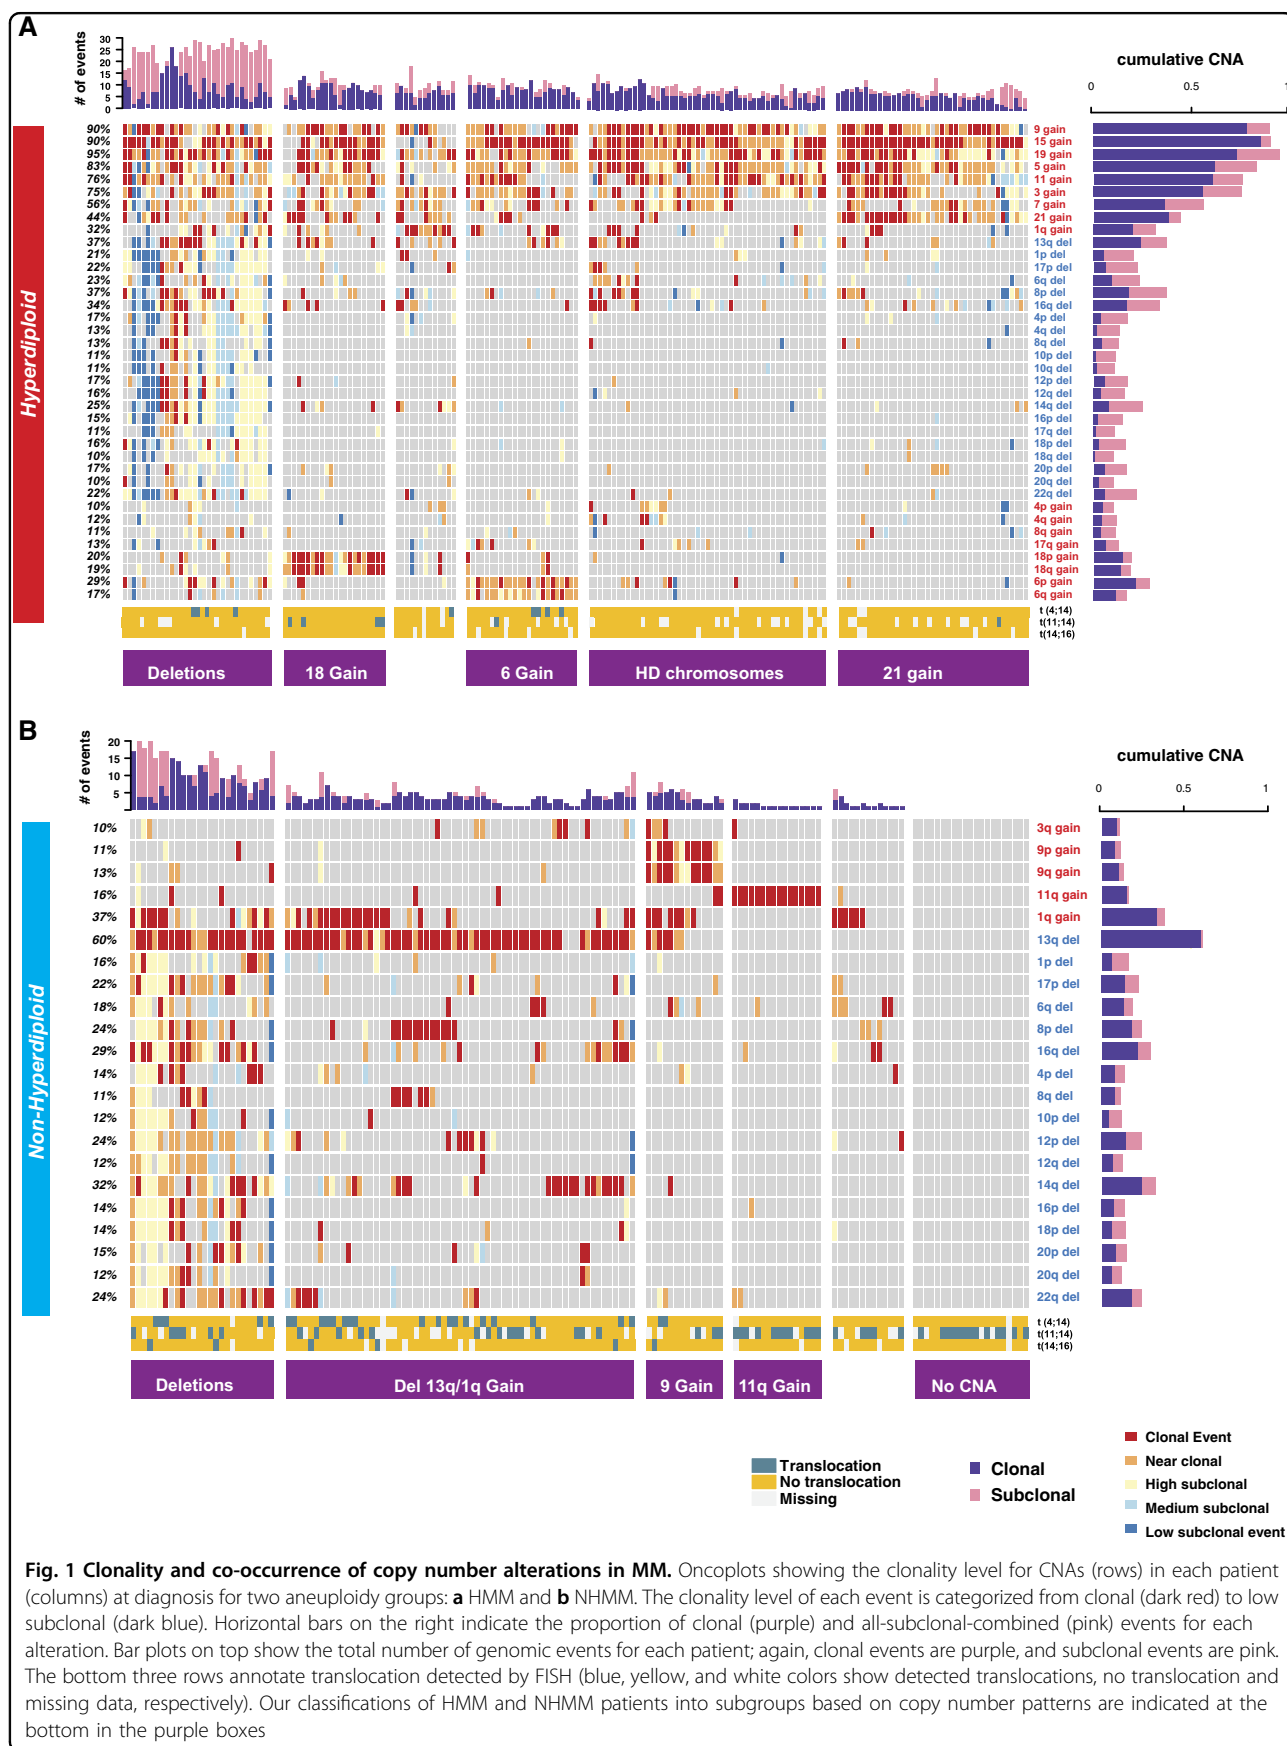 A
# of events
30
25
20
15
10
5
0
cumulative CNA
0
0.5
1
Hyperdiploid
90% 9 gain
90% 15 gain
95% 19 gain
83% 5 gain
76% 11 gain
75% 3 gain
56% 7 gain
44% 21 gain
32% 1q gain
37% 13q del
21% 1p del
22% 17p del
23% 6q del
37% 8p del
34% 16q del
17% 4p del
13% 4q del
13% 8q del
11% 10p del
11% 10q del
17% 12p del
16% 12q del
25% 14q del
15% 16p del
11% 17q del
16% 18p del
10% 18q del
17% 20p del
10% 20q del
22% 22q del
10% 4p gain
12% 4q gain
11% 8q gain
13% 17q gain
20% 18p gain
19% 18q gain
29% 6p gain
17% 6q gain
t (4;14)
t(11;14)
t(14;16)
Deletions
18 Gain
6 Gain
HD chromosomes
21 gain
B
# of events
20
15
10
5
cumulative CNA
0
0.5
1
Non-Hyperdiploid
10% 3q gain
11% 9p gain
13% 9q gain
16% 11q gain
37% 1q gain
60% 13q del
16% 1p del
22% 17p del
18% 6q del
24% 8p del
29% 16q del
14% 4p del
11% 8q del
12% 10p del
24% 12p del
12% 12q del
32% 14q del
14% 16p del
14% 18p del
15% 20p del
12% 20q del
24% 22q del
t (4;14)
t(11;14)
t(14;16)
Deletions
Del 13q/1q Gain
9 Gain
11q Gain
No CNA
Translocation
No translocation
Missing
Clonal
Subclonal
Clonal Event
Near clonal
High subclonal
Medium subclonal
Low subclonal event
Fig. 1 Clonality and co-occurrence of copy number alterations in MM. Oncoplots showing the clonality level for CNAs (rows) in each patient
(columns) at diagnosis for two aneuploidy groups: a HMM and b NHMM. The clonality level of each event is categorized from clonal (dark red) to low
subclonal (dark blue). Horizontal bars on the right indicate the proportion of clonal (purple) and all-subclonal-combined (pink) events for each
alteration. Bar plots on top show the total number of genomic events for each patient; again, clonal events are purple, and subclonal events are pink.
The bottom three rows annotate translocation detected by FISH (blue, yellow, and white colors show detected translocations, no translocation and
missing data, respectively). Our classifications of HMM and NHMM patients into subgroups based on copy number patterns are indicated at the
bottom in the purple boxes